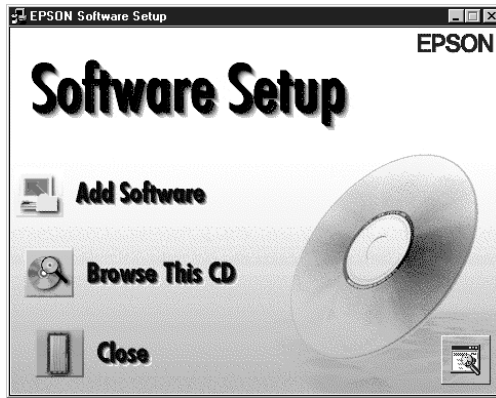 EPSON Software Setup
EPSON
Software Setup
Add Software
Browse This CD
Close